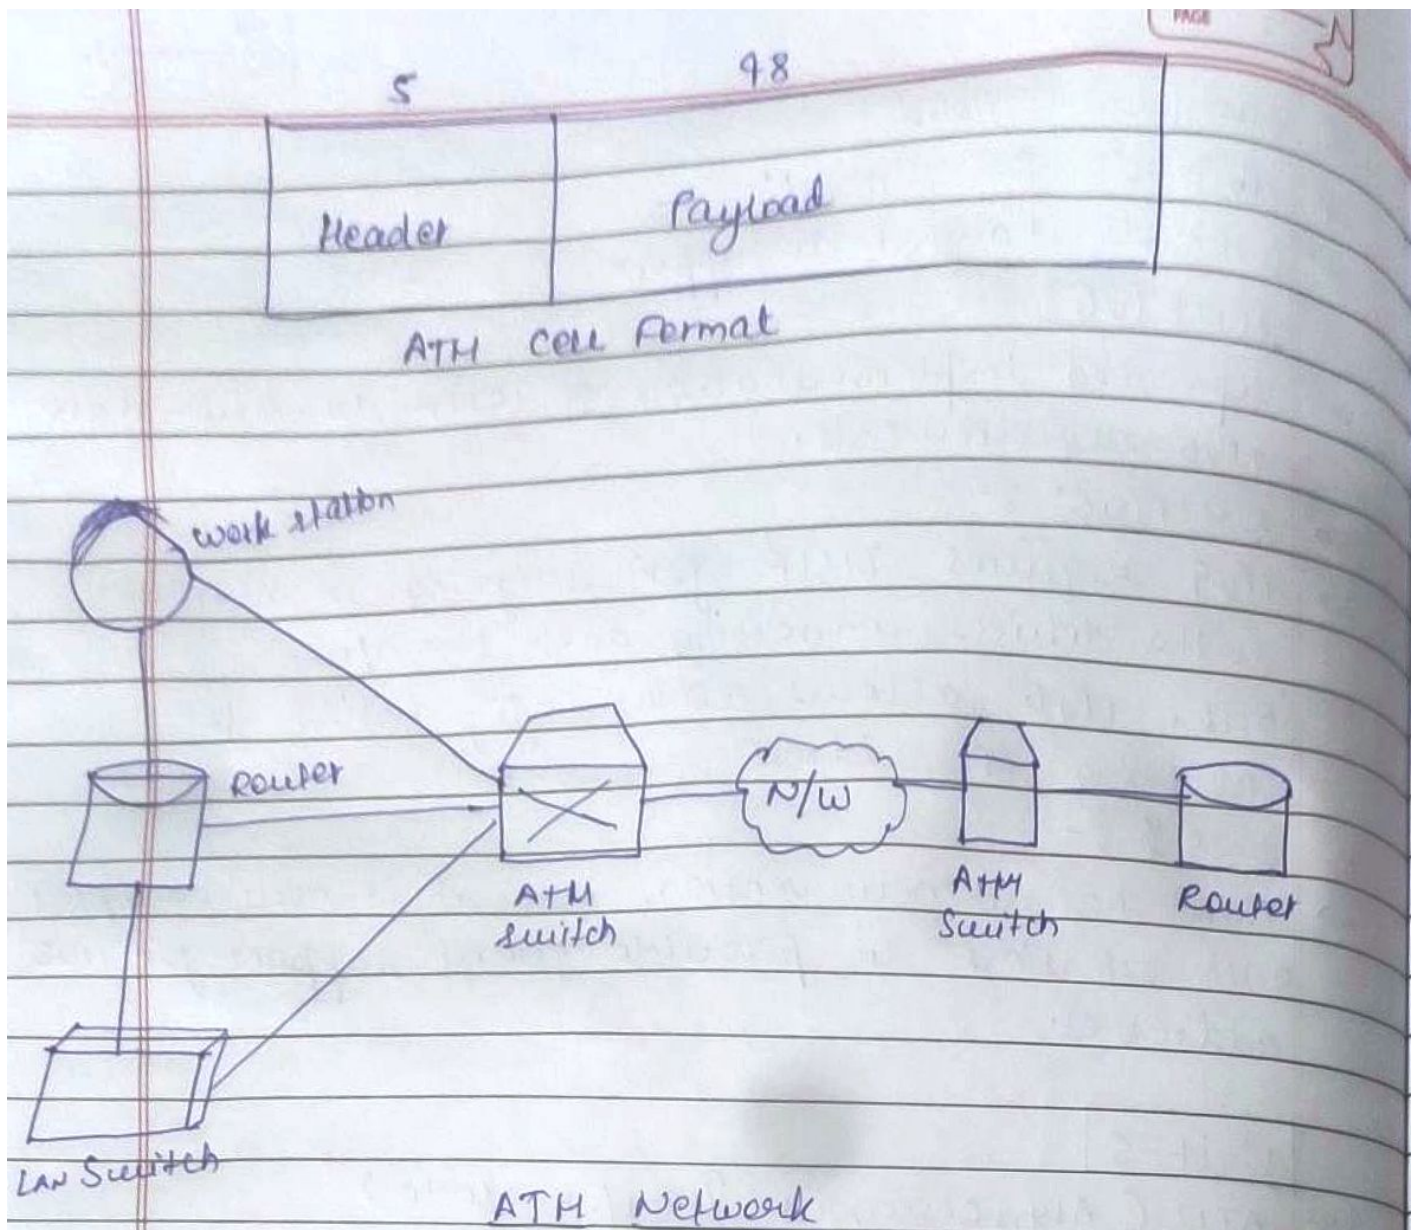 PAGE
5 48
Header Payload
ATM Cell Format
Work station
Router
N/W
ATM
Switch
ATM
Switch
Router
LAN Switch
ATM Network